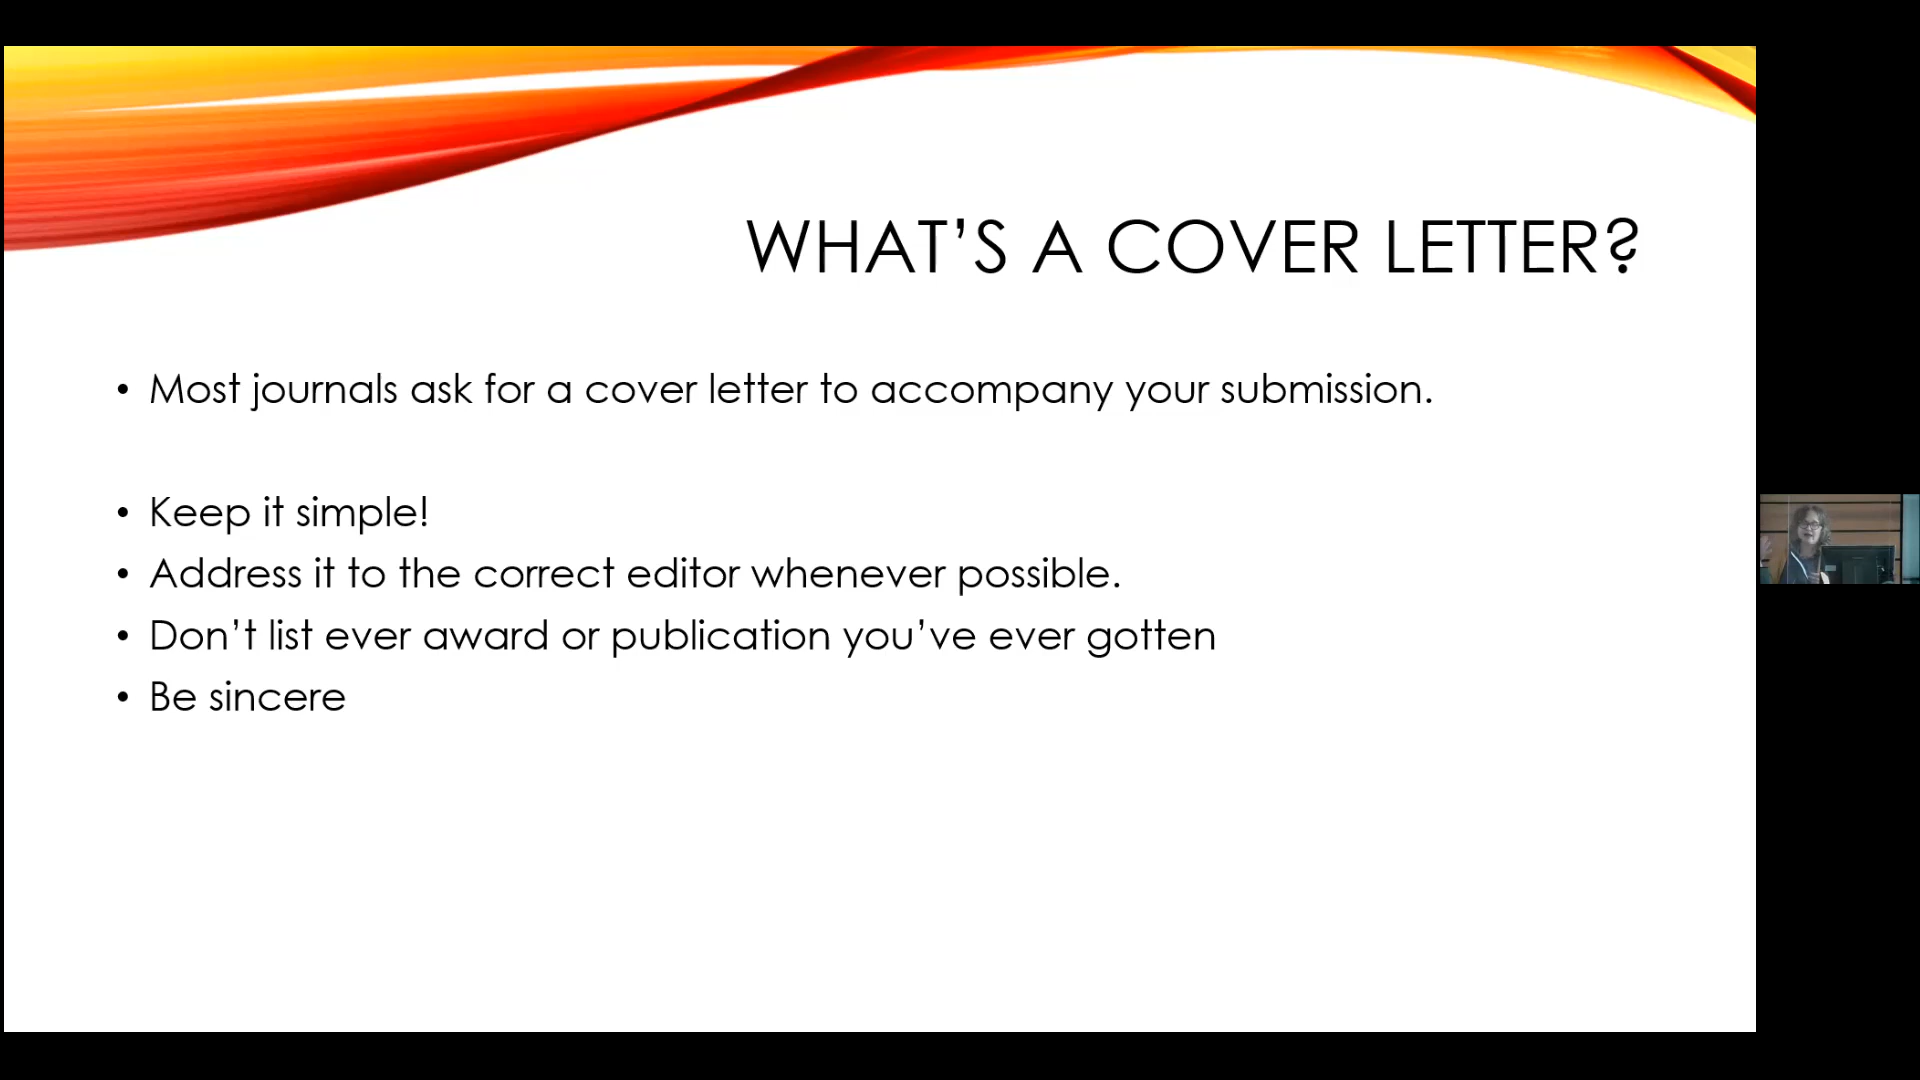 WHAT’S A COVER LETTER?
• Most journals ask for a cover letter to accompany your submission.
• Keep it simple!
• Address it to the correct editor whenever possible.
• Don’t list ever award or publication you’ve ever gotten
• Be sincere